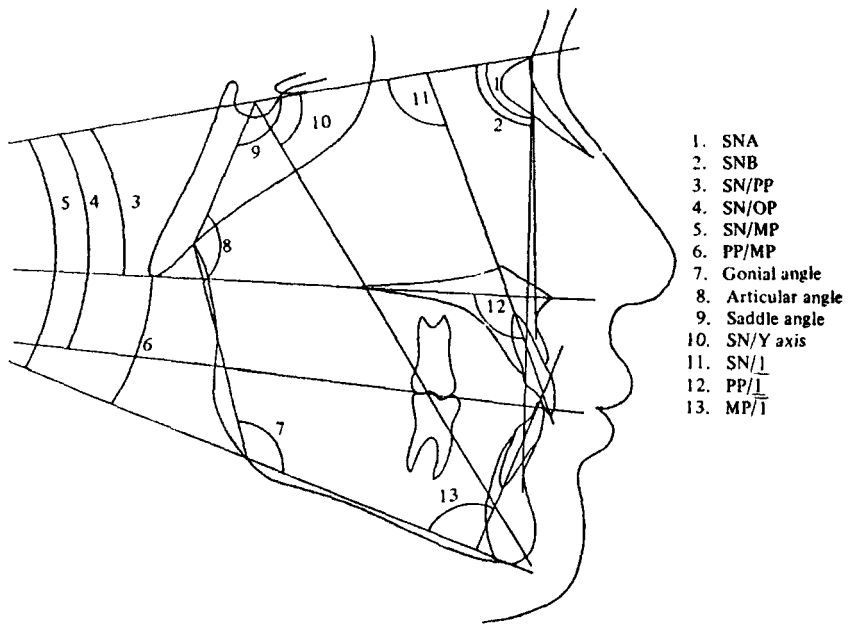 1
2
11
10
9
5
4
3
8
12
6
7
13
1. SNA
2. SNB
3. SN/PP
4. SN/OP
5. SN/MP
6. PP/MP
7. Gonial angle
8. Articular angle
9. Saddle angle
10. SN/Y axis
11. SN/1
12. PP/1
13. MP/1